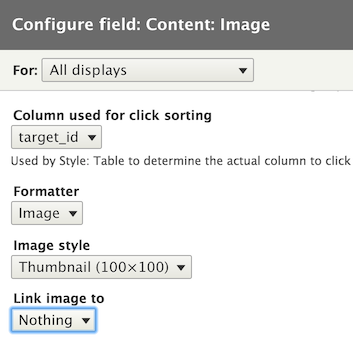 Configure field: Content: Image
For: All displays
Column used for click sorting
target_id
Used by Style: Table to determine the actual column to click
Formatter
Image
Image style
Thumbnail (100×100)
Link image to
Nothing